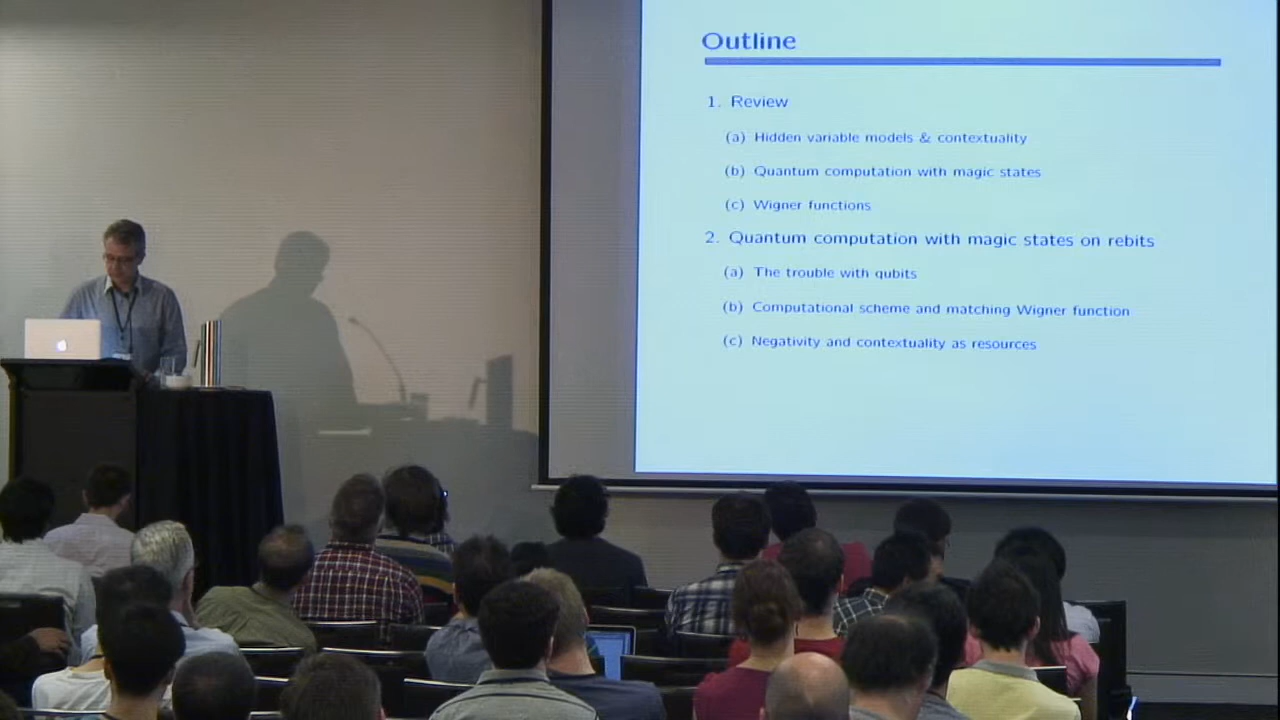 Outline
1. Review
(a) Hidden variable models & contextuality
(b) Quantum computation with magic states
(c) Wigner functions
2. Quantum computation with magic states on rebits
(a) The trouble with qubits
(b) Computational scheme and matching Wigner function
(c) Negativity and contextuality as resources